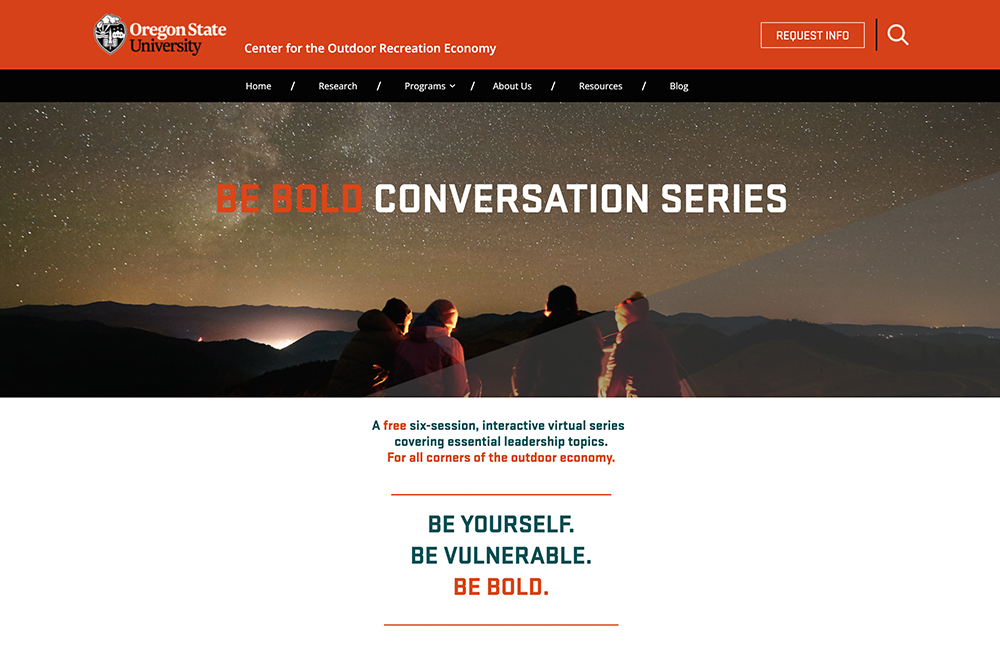 Oregon State
University
Center for the Outdoor Recreation Economy
REQUEST INFO
Home / Research / Programs / About Us / Resources / Blog
BE BOLD CONVERSATION SERIES
A free six-session, interactive virtual series
covering essential leadership topics.
For all corners of the outdoor economy.
BE YOURSELF.
BE VULNERABLE.
BE BOLD.